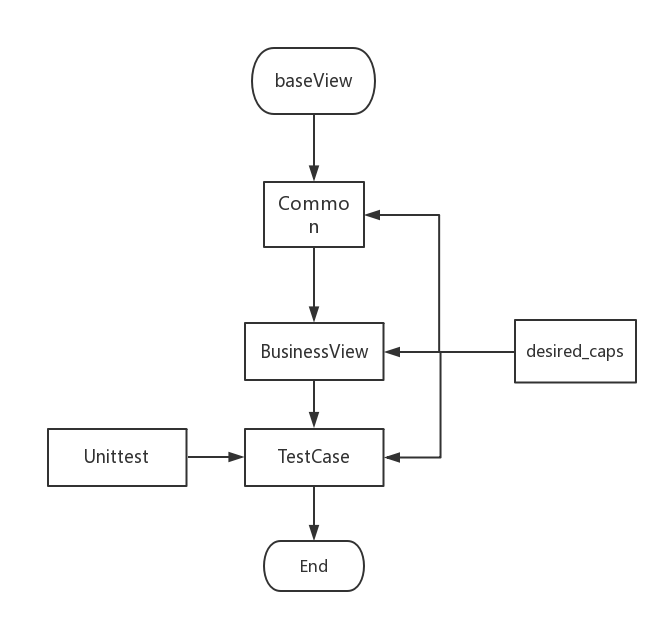 baseView
Commo
n
BusinessView
desired_caps
Unittest
TestCase
End